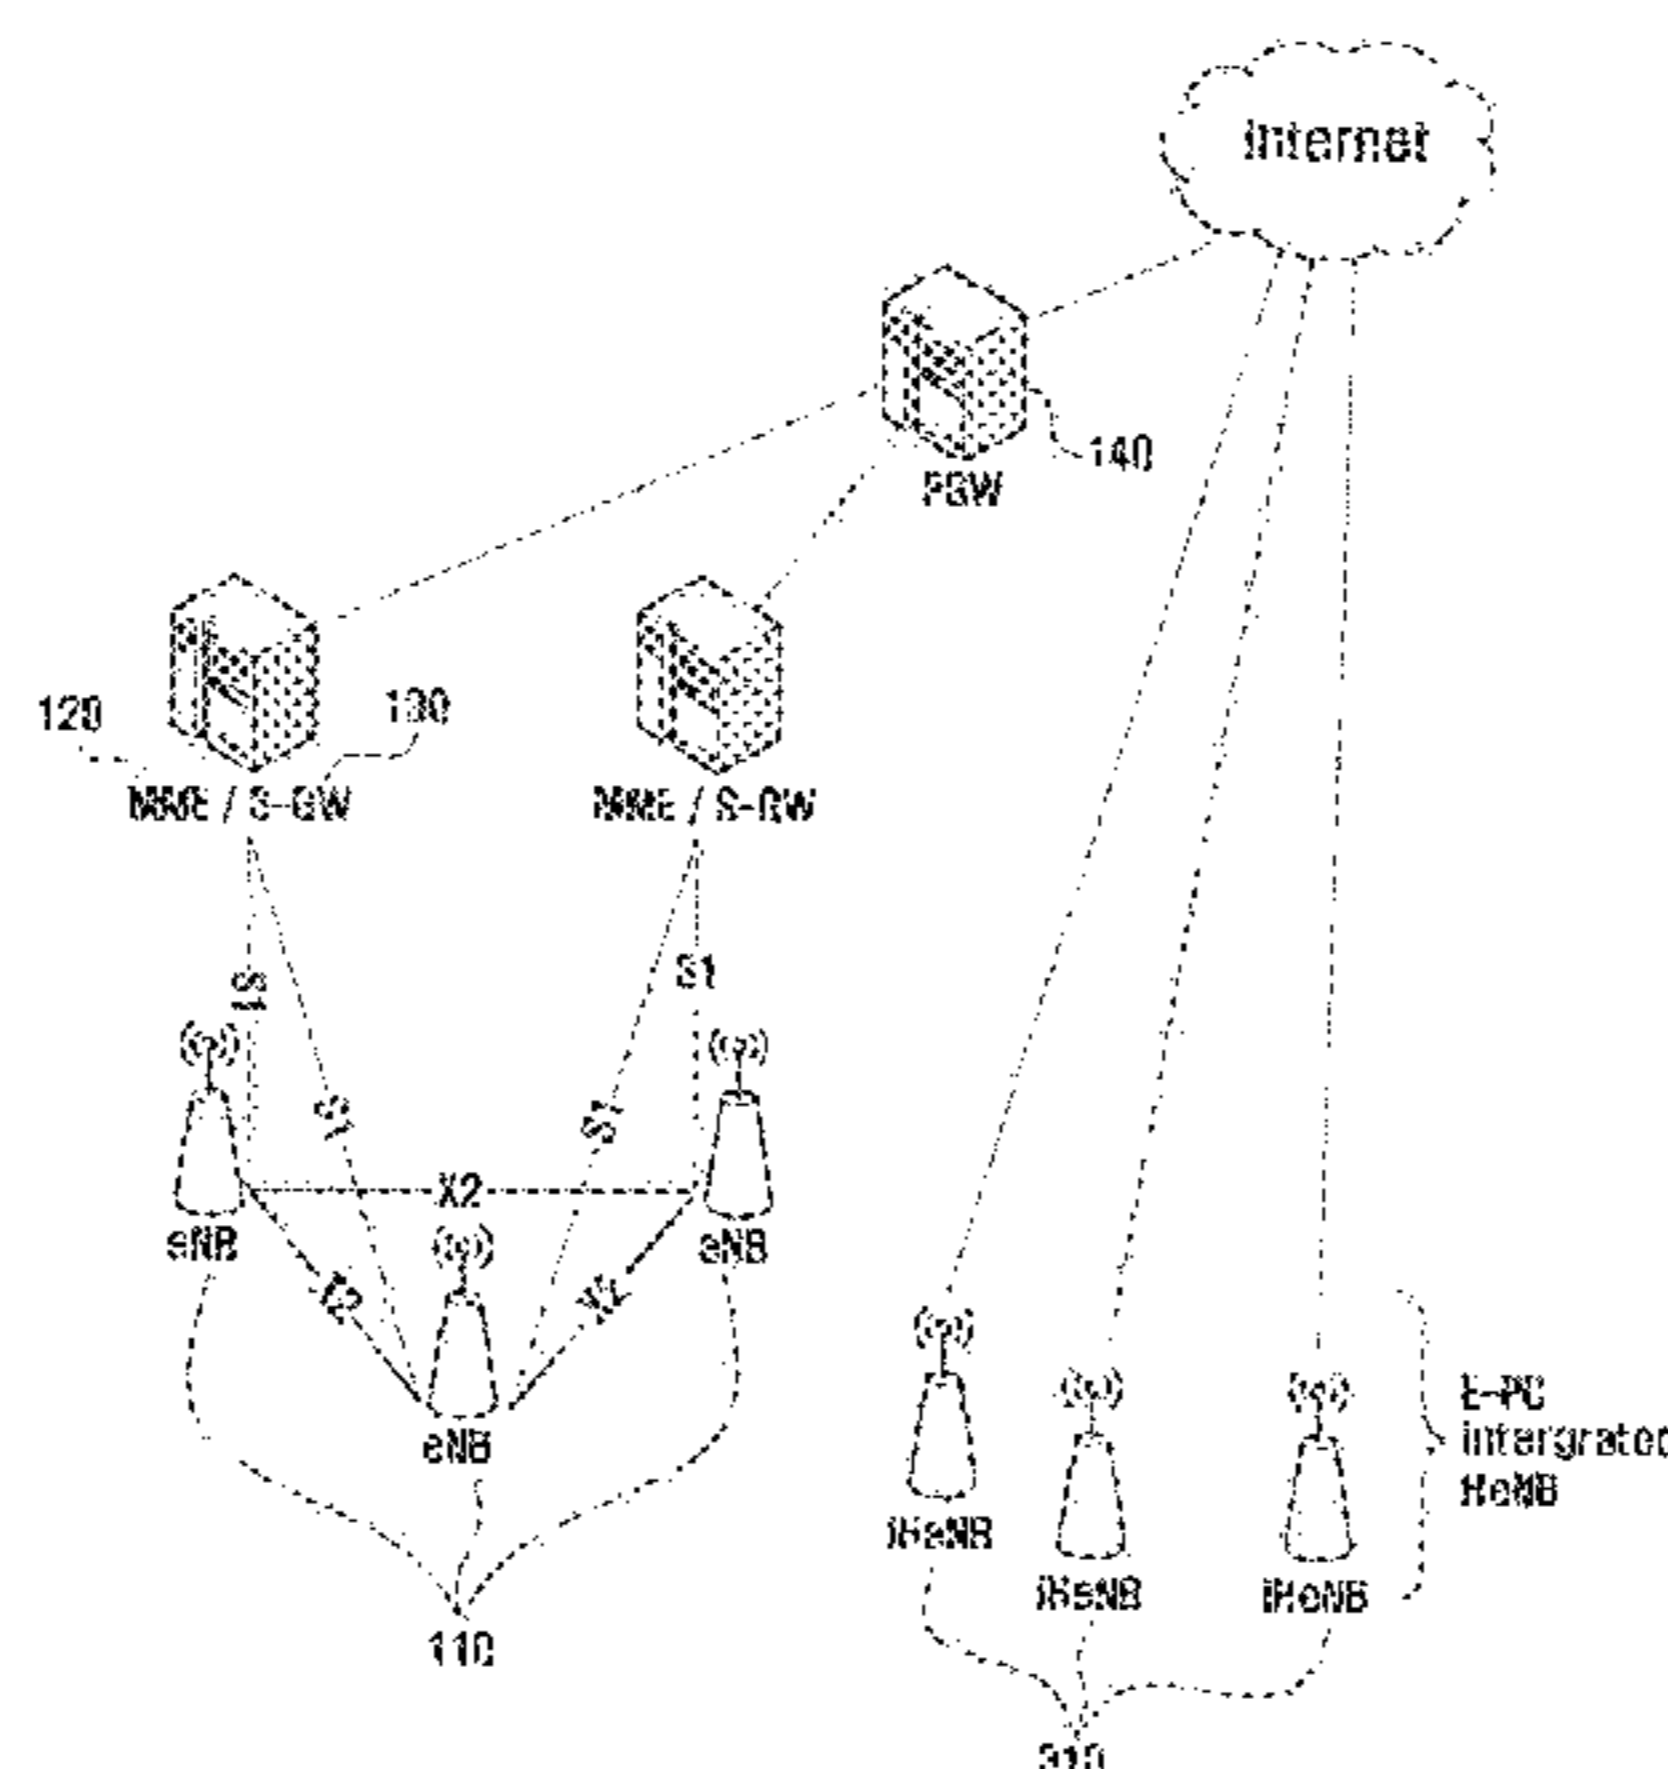 Internet
140
PGW
120
130
MME / S-GW
MME / S-GW
S1
S1
S1
S1
X2
eNB
eNB
X2
X2
eNB
E-PC
intergrated
HeNB
iHeNB
iHeNB
iHeNB
110